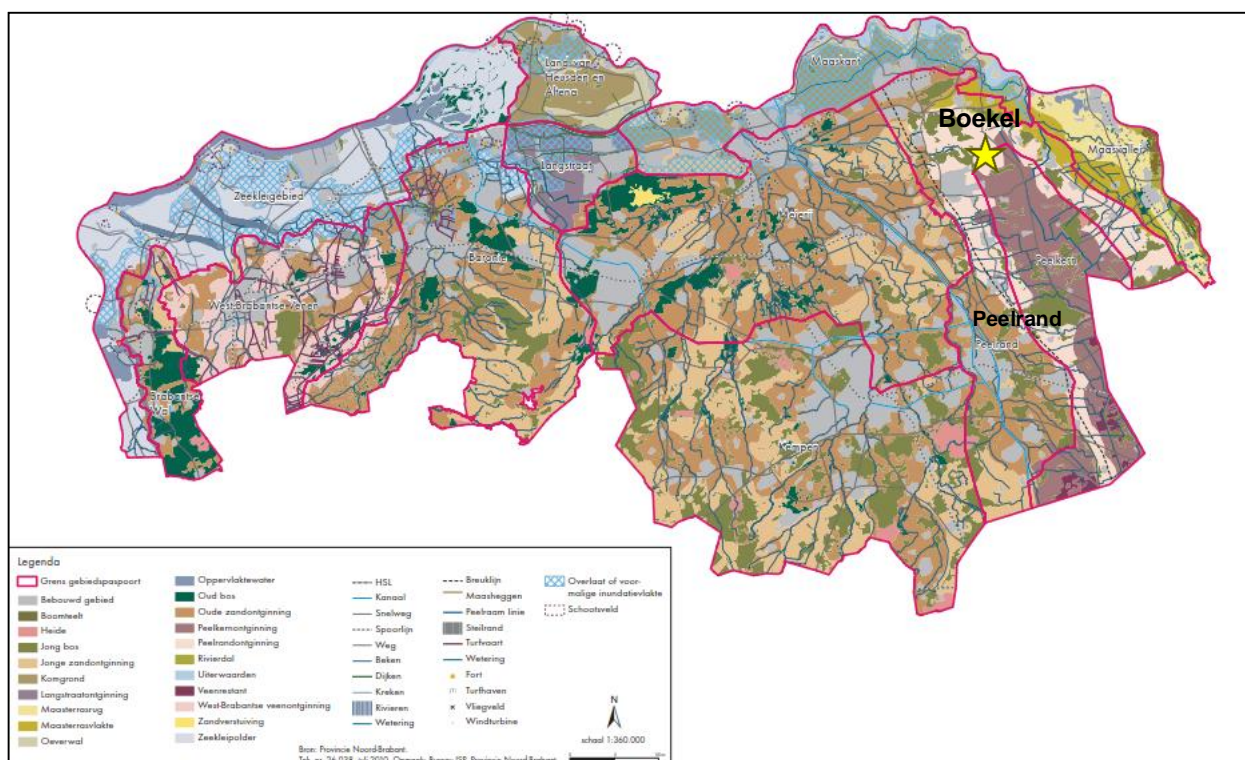 Land van
Heusden en
Altena
Maaskant
Boekel
Langstraat
Maasvallei
Zeekleigebied
Meierij
Baronie
Peelkern
West-Brabantse Venen
Peelrand
Peelrand
Brabantse
Wal
Kempen
Legenda
Grens gebiedspaspoort
Bebouwd gebied
Boomteelt
Heide
Jong bos
Jonge zandontginning
Komgrond
Langstraatontginning
Maasterrasrug
Maasterrasvlakte
Oeverwal
Oppervlaktewater
Oud bos
Oude zandontginning
Peelkernontginning
Peelrandontginning
Rivierdal
Uiterwaarden
Veenrestant
West-Brabantse veenontginning
Zandverstuiving
Zeekleipolder
HSL
Kanaal
Snelweg
Spoorlijn
Weg
Beken
Dijken
Kreken
Rivieren
Wetering
Breuklijn
Maasheggen
Peelraam linie
Steilrand
Turfvaart
Wetering
Fort
Turfhaven
Vliegveld
Windturbine
Overlaat of voor-
malige inundatievlakte
Schootsveld
N
schaal 1:360.000
Bron: Provincie Noord-Brabant.